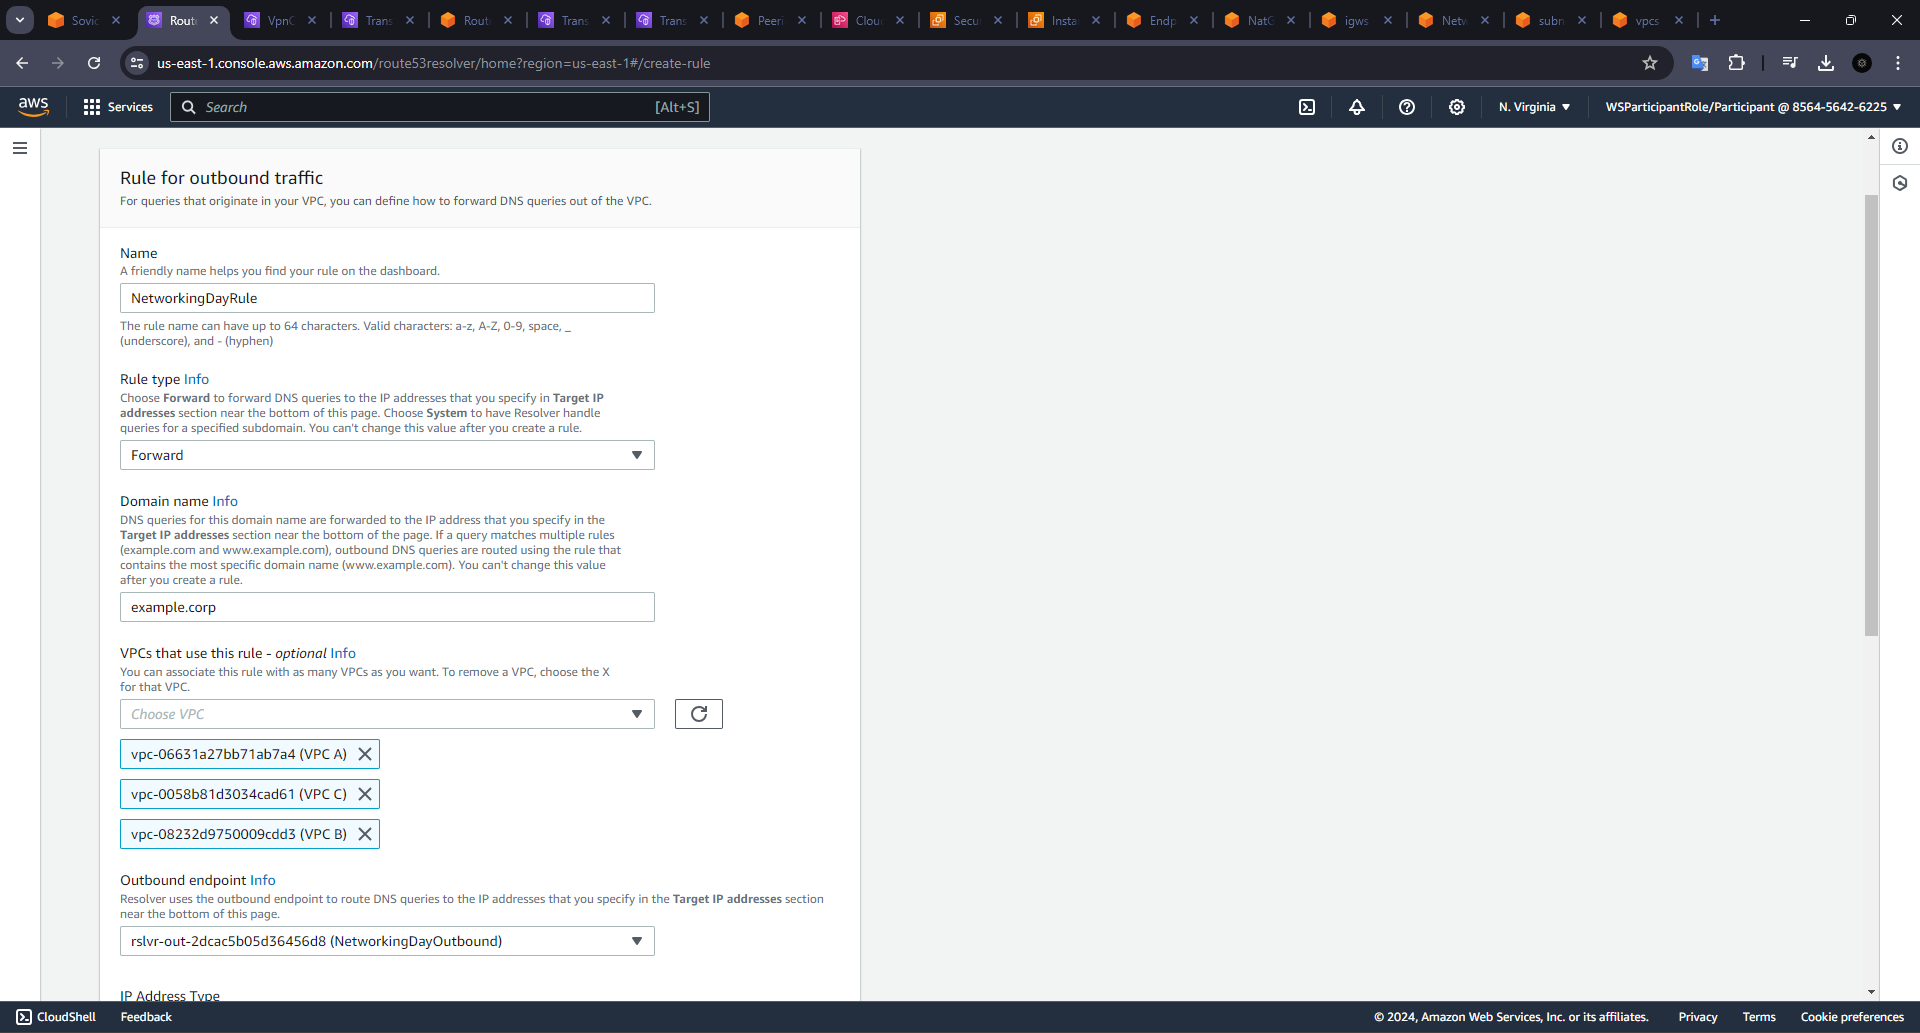 Sovic
Rout
VpnC
Trans
Rout
Trans
Trans
Peeri
Clou
Secu
Insta
Endp
NatG
igws
Netw
subn
vpcs
us-east-1.console.aws.amazon.com/route53resolver/home?region=us-east-1#/create-rule
aws
Services
Search
[Alt+S]
N. Virginia
WSParticipantRole/Participant @ 8564-5642-6225
Rule for outbound traffic
For queries that originate in your VPC, you can define how to forward DNS queries out of the VPC.
Name
A friendly name helps you find your rule on the dashboard.
NetworkingDayRule
The rule name can have up to 64 characters. Valid characters: a-z, A-Z, 0-9, space, _
(underscore), and - (hyphen)
Rule type Info
Choose Forward to forward DNS queries to the IP addresses that you specify in Target IP
addresses section near the bottom of this page. Choose System to have Resolver handle
queries for a specified subdomain. You can't change this value after you create a rule.
Forward
Domain name Info
DNS queries for this domain name are forwarded to the IP address that you specify in the
Target IP addresses section near the bottom of the page. If a query matches multiple rules
(example.com and www.example.com), outbound DNS queries are routed using the rule that
contains the most specific domain name (www.example.com). You can't change this value
after you create a rule.
example.corp
VPCs that use this rule - optional Info
You can associate this rule with as many VPCs as you want. To remove a VPC, choose the X
for that VPC.
Choose VPC
vpc-06631a27bb71ab7a4 (VPC A)
vpc-0058b81d3034cad61 (VPC C)
vpc-08232d9750009cdd3 (VPC B)
Outbound endpoint Info
Resolver uses the outbound endpoint to route DNS queries to the IP addresses that you specify in the Target IP addresses section
near the bottom of this page.
rslvr-out-2dcac5b05d36456d8 (NetworkingDayOutbound)
IP Address Type
CloudShell
Feedback
© 2024, Amazon Web Services, Inc. or its affiliates.
Privacy
Terms
Cookie preferences